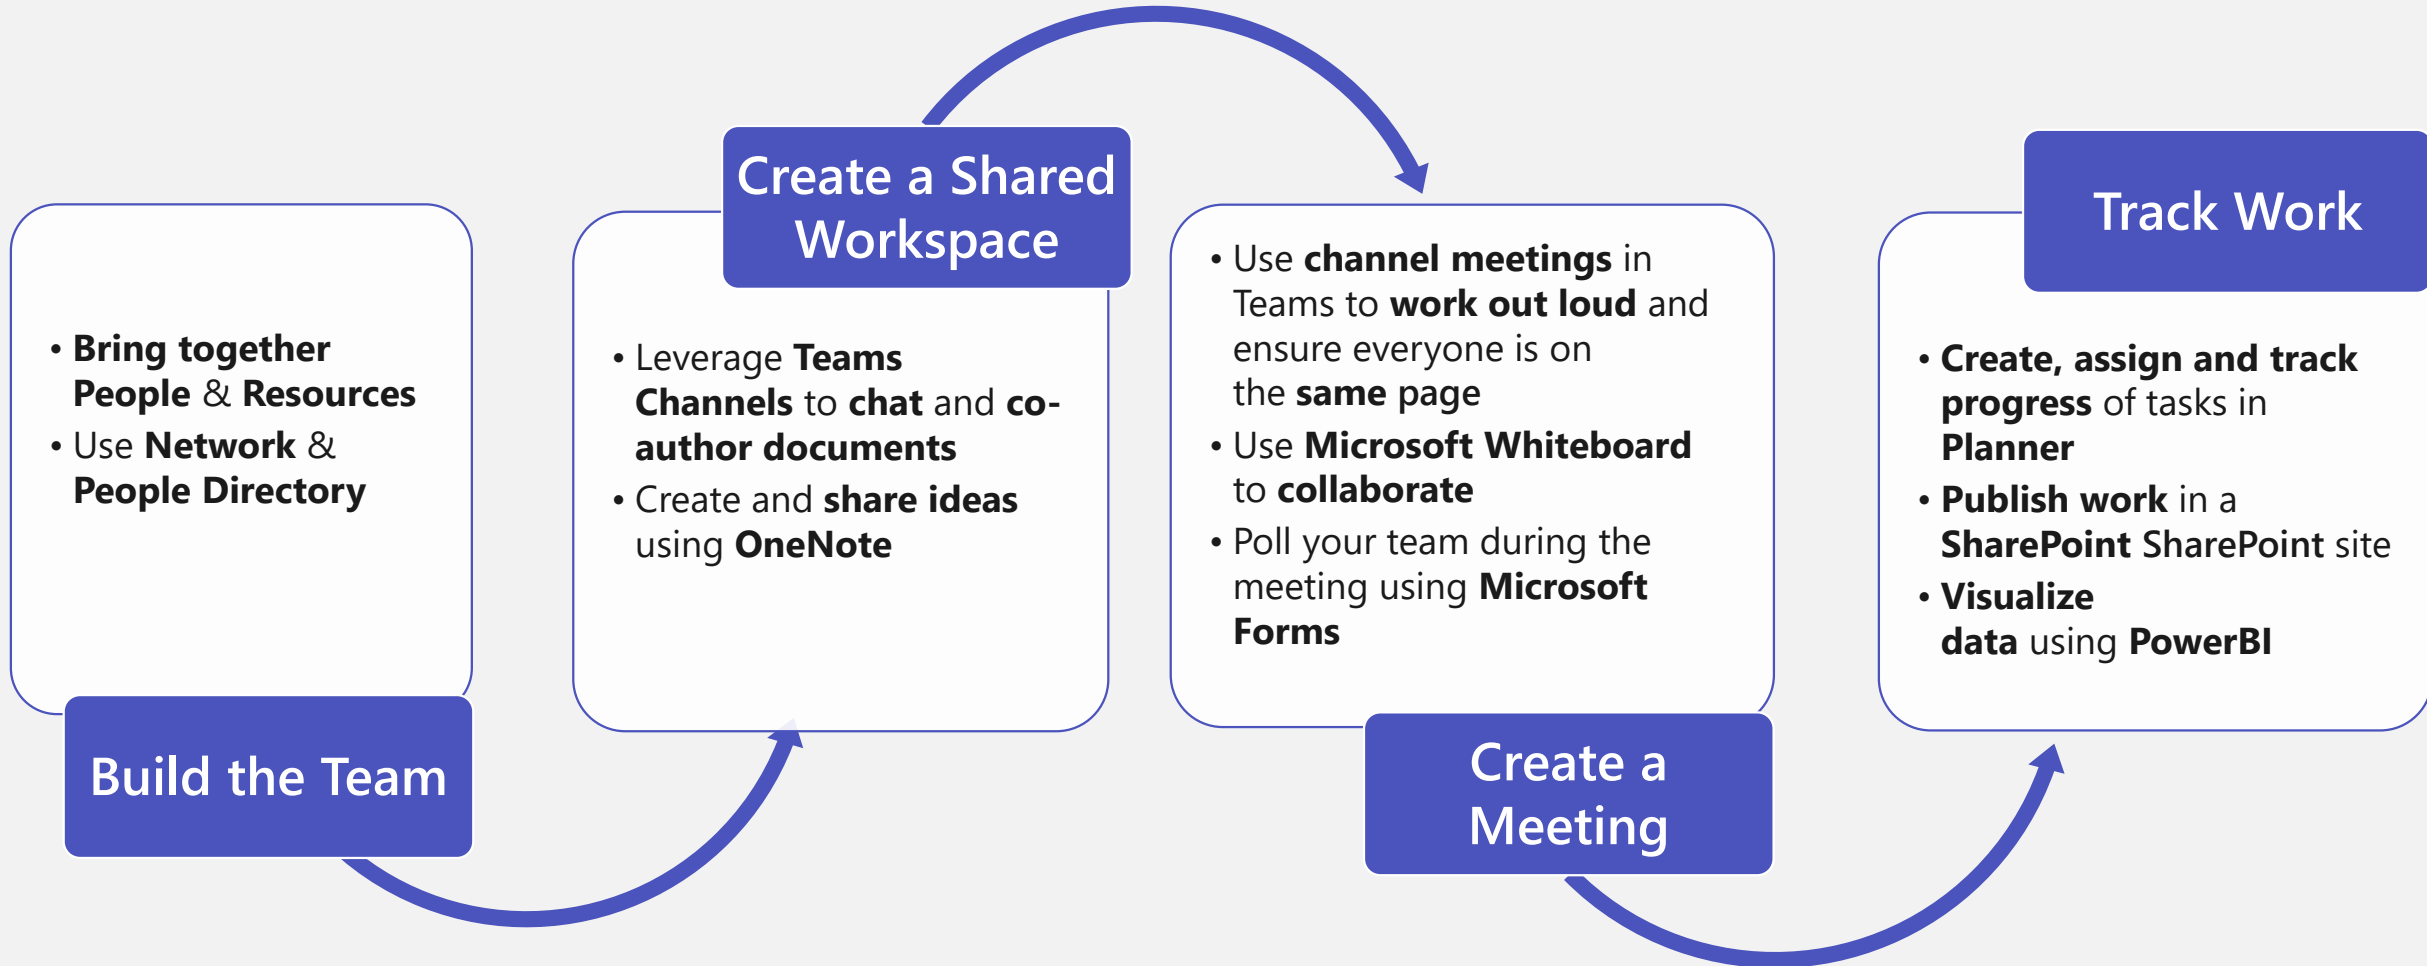 • Bring together
People & Resources
• Use Network &
People Directory
Build the Team
Create a Shared
Workspace
• Leverage Teams
Channels to chat and co-
author documents
• Create and share ideas
using OneNote
• Use channel meetings in
Teams to work out loud and
ensure everyone is on
the same page
• Use Microsoft Whiteboard
to collaborate
• Poll your team during the
meeting using Microsoft
Forms
Create a
Meeting
Track Work
• Create, assign and track
progress of tasks in
Planner
• Publish work in a
SharePoint SharePoint site
• Visualize
data using PowerBI